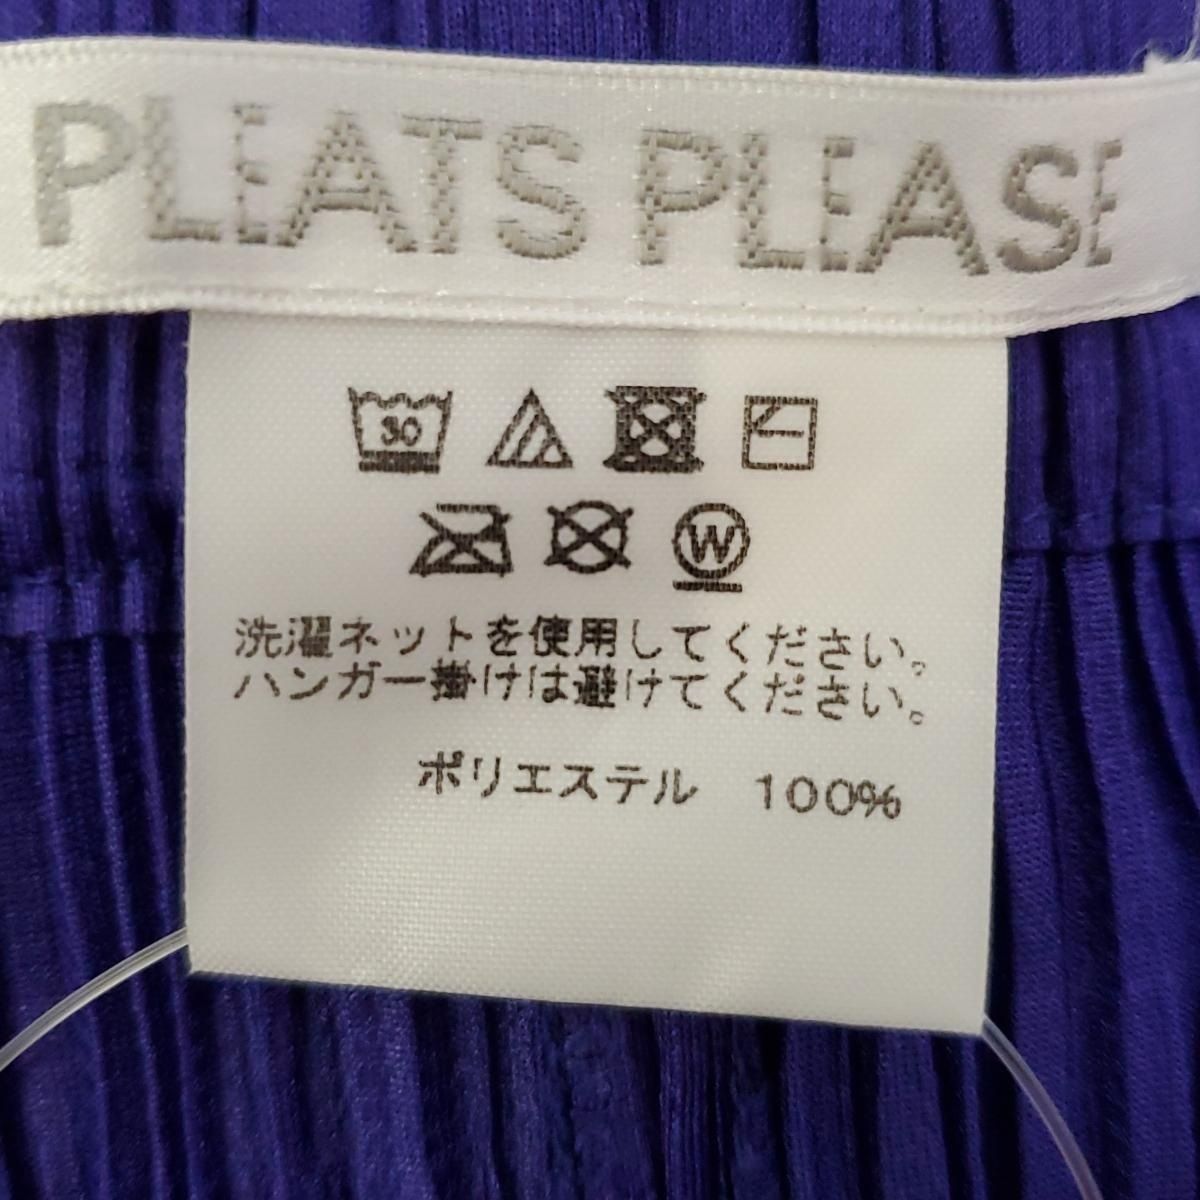 PLEATS PLEASE
30
W
洗濯ネットを使用してください。
ハンガー掛けは避けてください。
ポリエステル 100%